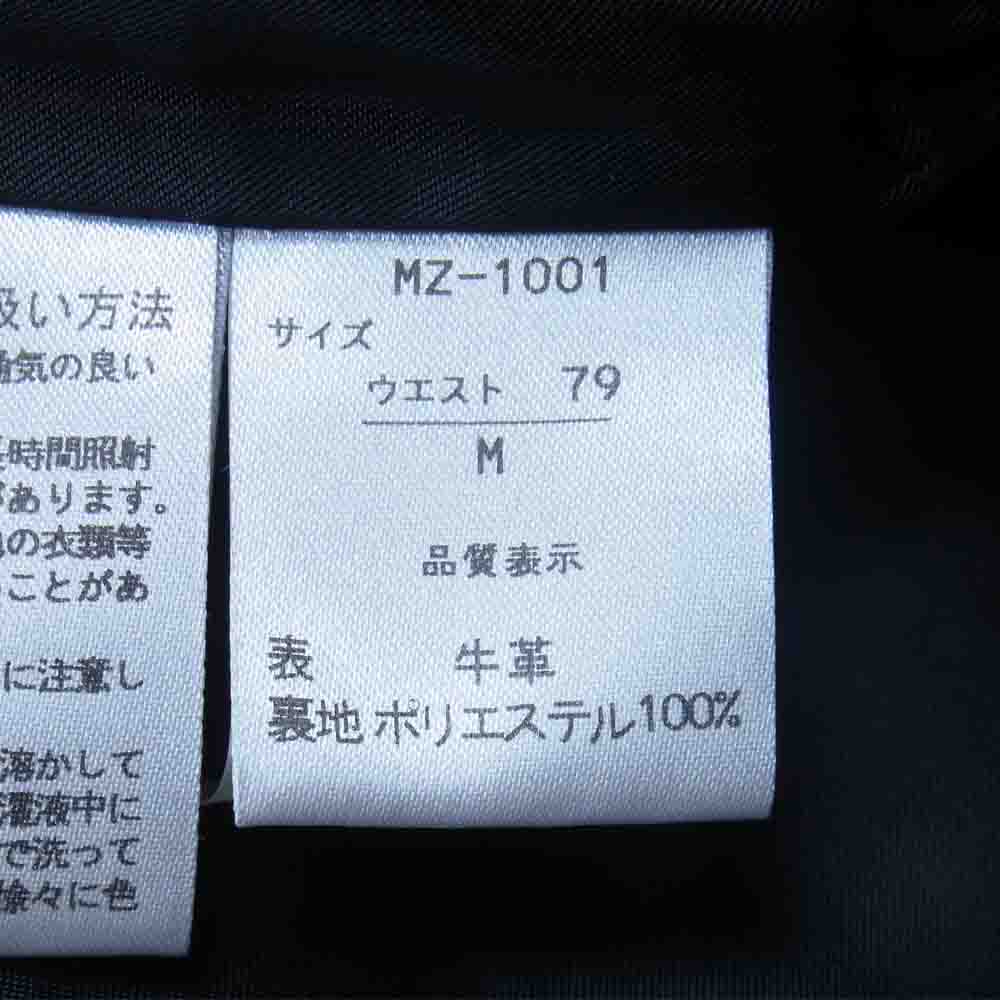 扱い方法
通気の良い
長時間照射
があります。
の衣類等
ことがあ
に注意し
溶かして
濯液中に
で洗って
徐々に色
MZ-1001
サイズ
ウエスト 79
M
品質表示
表 牛革
裏地 ポリエステル100%